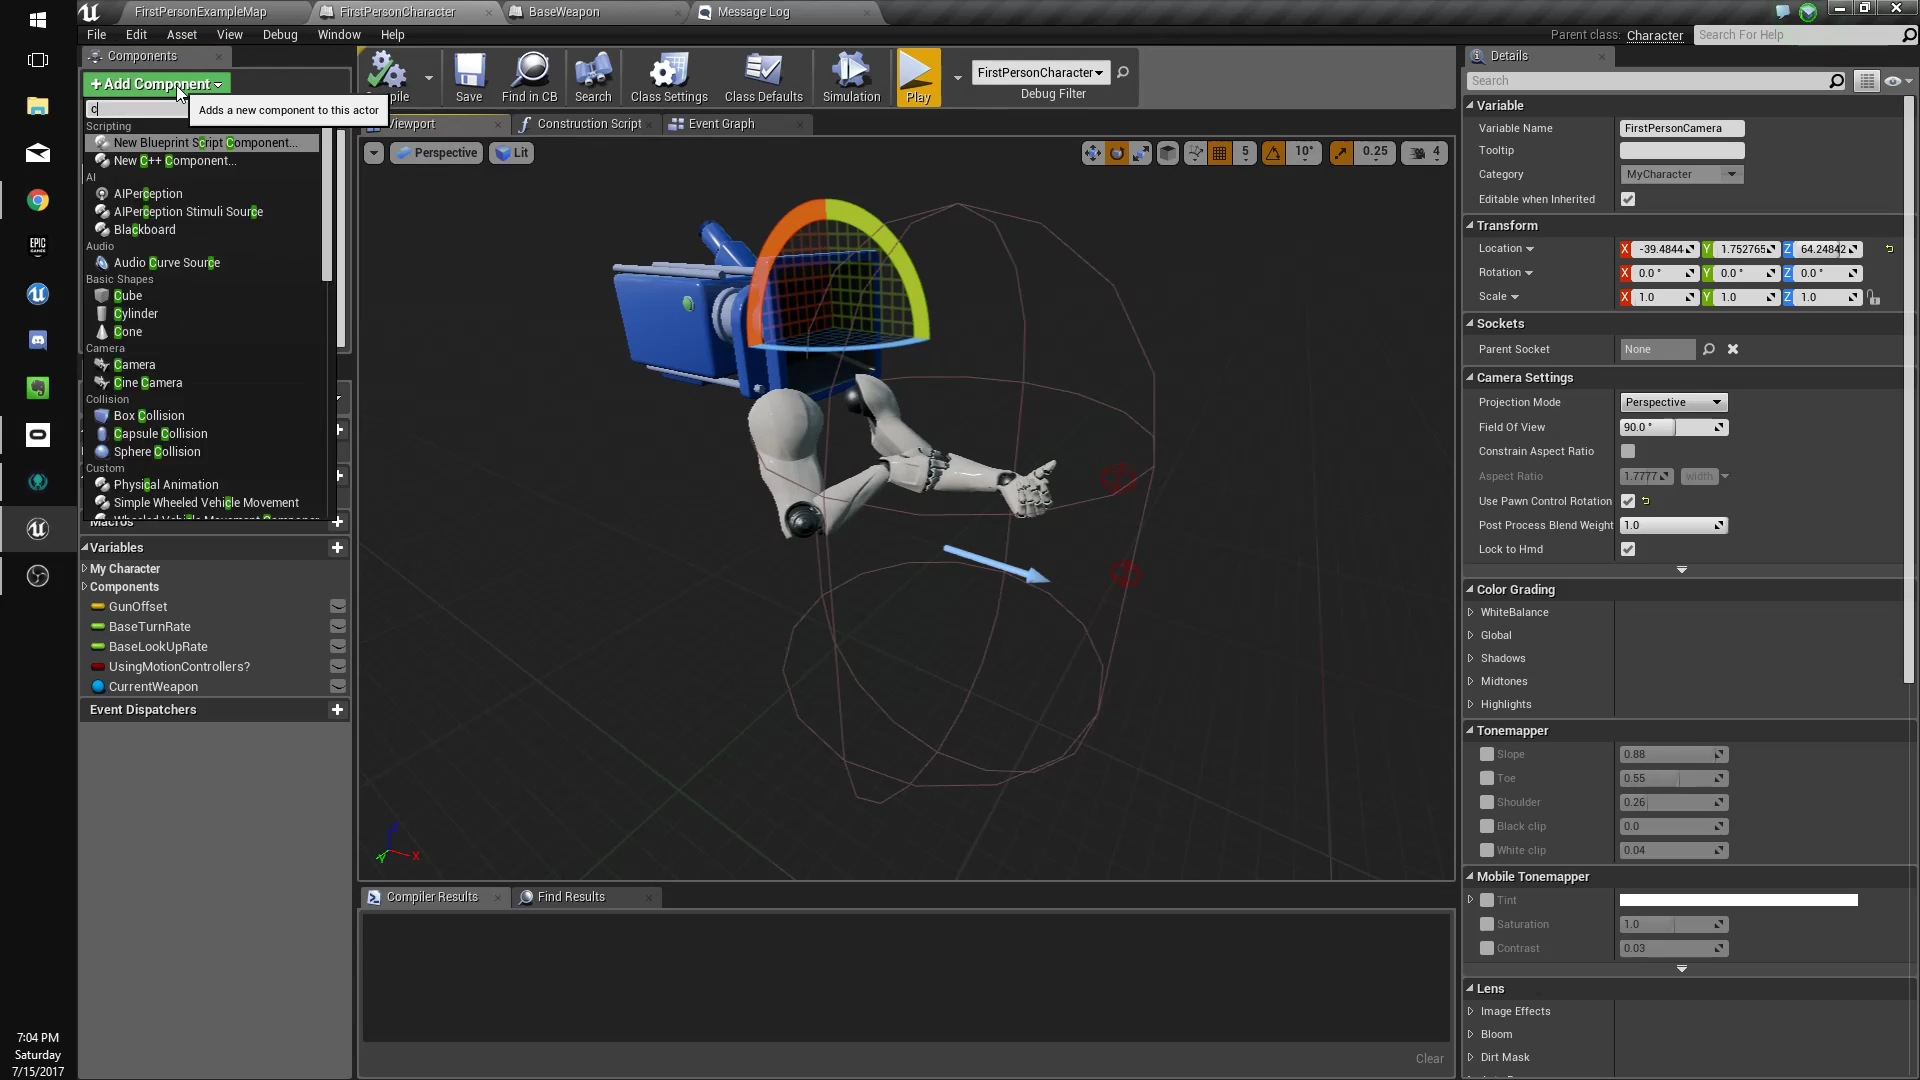 FirstPersonExampleMap
FirstPersonCharacter
BaseWeapon
Message Log
File Edit Asset View Debug Window Help
Parent class: Character
Search For Help
Components
+ Add Component
c
Adds a new component to this actor
Scripting
New Blueprint Script Component...
New C++ Component...
AI
AIPerception
AIPerception Stimuli Source
Blackboard
Audio
Audio Curve Source
Basic Shapes
Cube
Cylinder
Cone
Camera
Camera
Cine Camera
Collision
Box Collision
Capsule Collision
Sphere Collision
Custom
Physical Animation
Simple Wheeled Vehicle Movement
Macros
Variables
My Character
Components
GunOffset
BaseTurnRate
BaseLookUpRate
UsingMotionControllers?
CurrentWeapon
Event Dispatchers
Save
Find in CB
Search
Class Settings
Class Defaults
Simulation
Play
FirstPersonCharacter
Debug Filter
Construction Script
Event Graph
Perspective
Lit
5
10°
0.25
4
Z
X
Y
Compiler Results
Find Results
Clear
Details
Search
Variable
Variable Name FirstPersonCamera
Tooltip
Category MyCharacter
Editable when Inherited
Transform
Location X -39.4844 Y 1.752765 Z 64.24842
Rotation X 0.0 ° Y 0.0 ° Z 0.0 °
Scale X 1.0 Y 1.0 Z 1.0
Sockets
Parent Socket None
Camera Settings
Projection Mode Perspective
Field Of View 90.0 °
Constrain Aspect Ratio
Aspect Ratio 1.7777 width
Use Pawn Control Rotation
Post Process Blend Weight 1.0
Lock to Hmd
Color Grading
WhiteBalance
Global
Shadows
Midtones
Highlights
Tonemapper
Slope 0.88
Toe 0.55
Shoulder 0.26
Black clip 0.0
White clip 0.04
Mobile Tonemapper
Tint
Saturation 1.0
Contrast 0.03
Lens
Image Effects
Bloom
Dirt Mask
EPIC
GAMES
7:04 PM
Saturday
7/15/2017